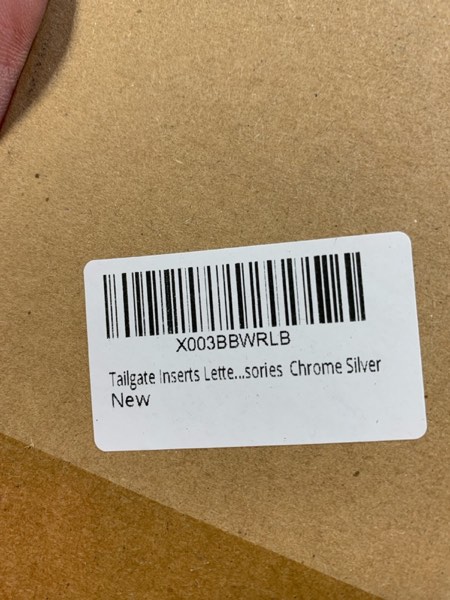 X003BBWRLB
Tailgate Inserts Lette...sories Chrome Silver
New